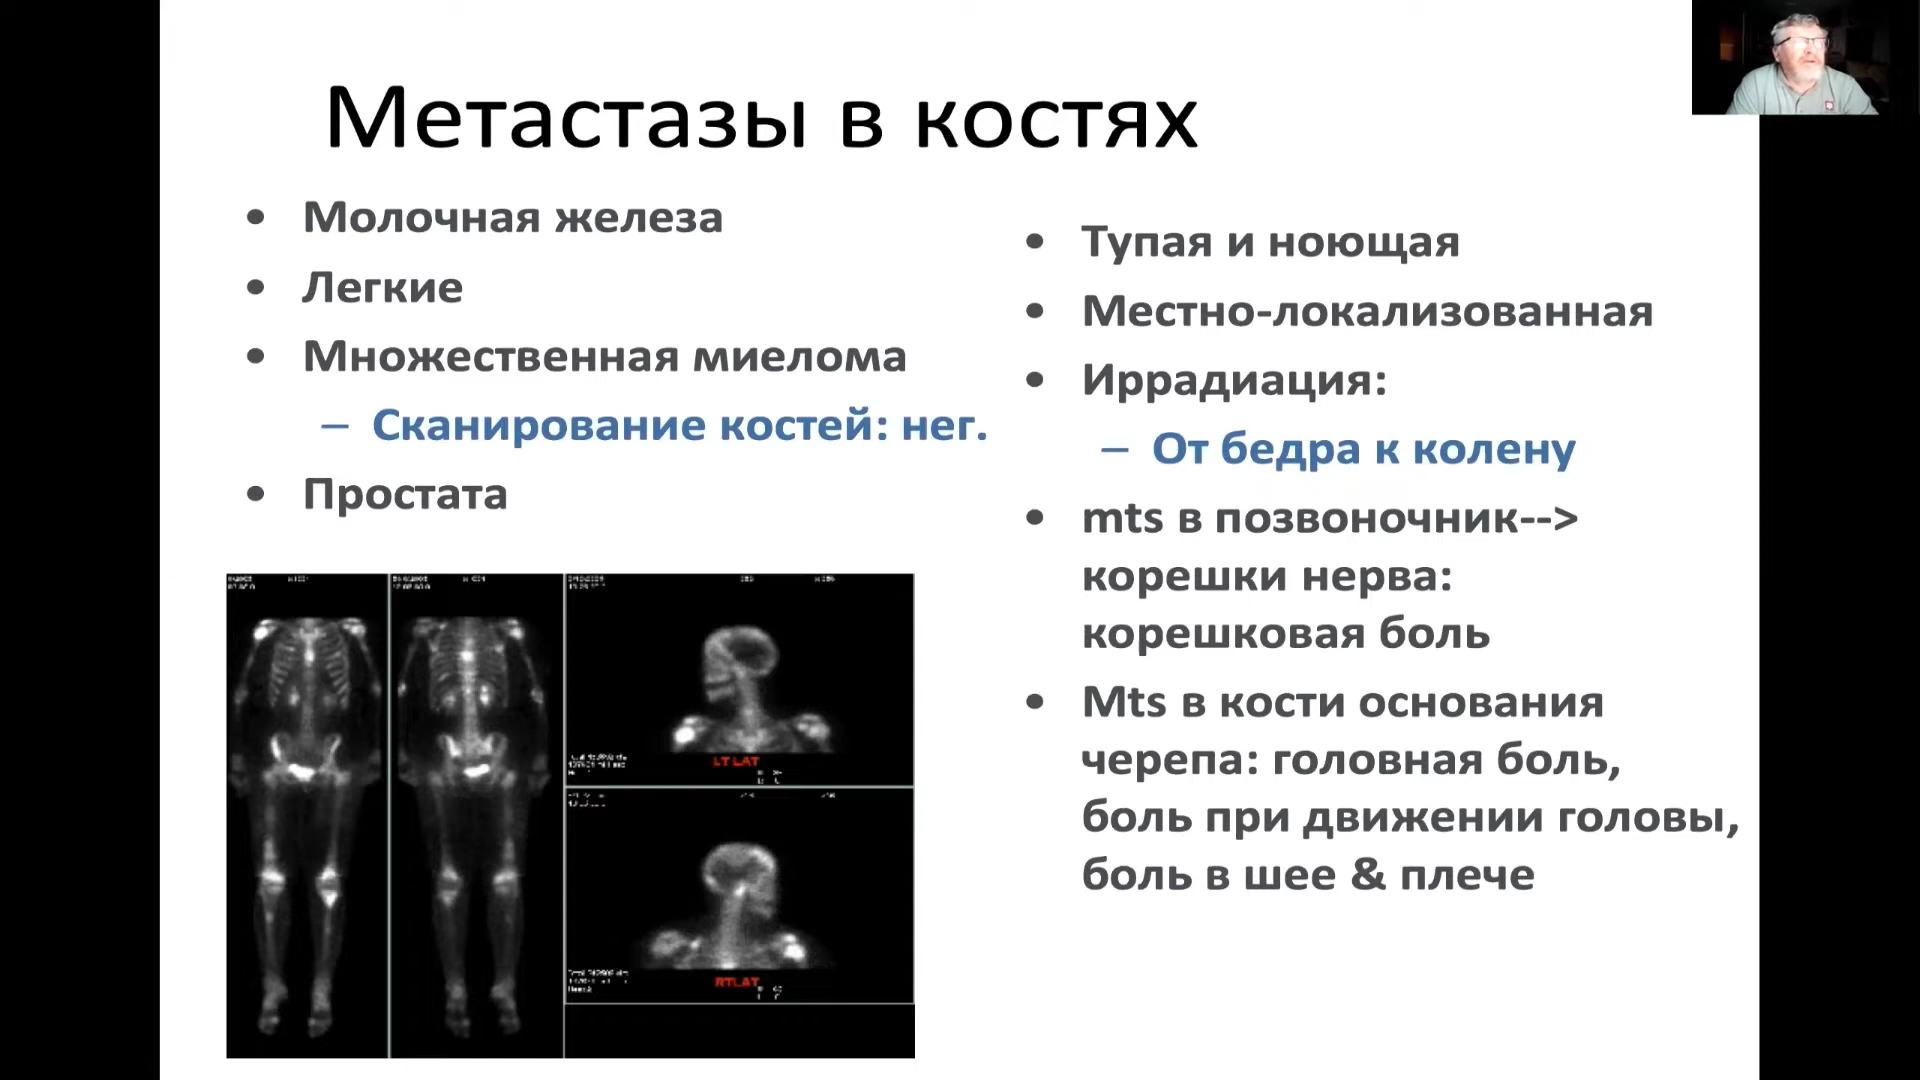 Метастазы в костях
• Молочная железа
• Легкие
• Множественная миелома
– Сканирование костей: нег.
• Простата
• Тупая и ноющая
• Местно-локализованная
• Иррадиация:
– От бедра к колену
• mts в позвоночник-->
корешки нерва:
корешковая боль
• Mts в кости основания
черепа: головная боль,
боль при движении головы,
боль в шее & плече
LT LAT
RT LAT